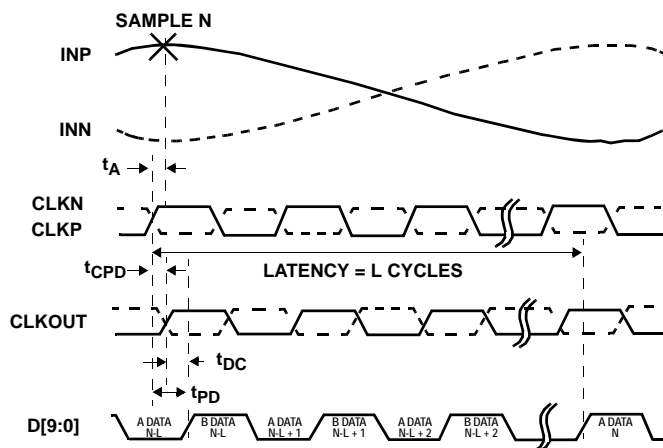 SAMPLE N
INP
INN
tA
CLKN
CLKP
tCPD
LATENCY = L CYCLES
CLKOUT
tDC
tPD
D[9:0]
A DATA
N-L
B DATA
N-L
A DATA
N-L + 1
B DATA
N-L + 1
A DATA
N-L + 2
B DATA
N-L + 2
A DATA
N